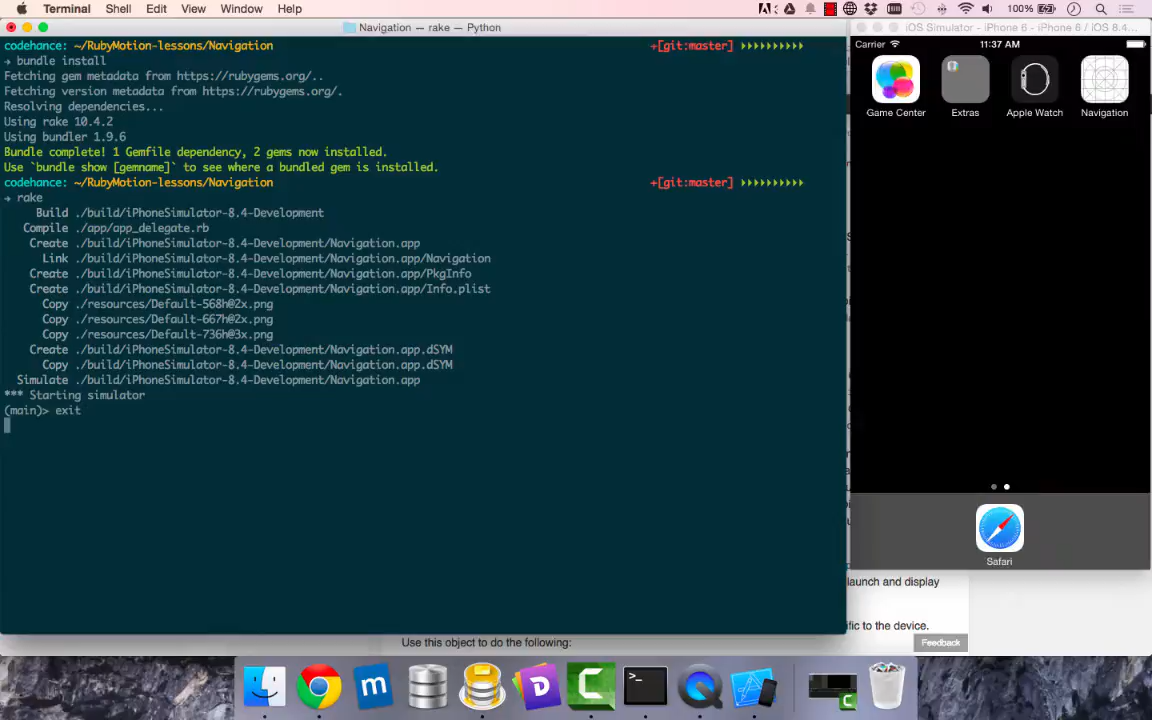 Terminal Shell Edit View Window Help 100%
Navigation — rake — Python
codehance: ~/RubyMotion-lessons/Navigation +[git:master]
→ bundle install
Fetching gem metadata from https://rubygems.org/..
Fetching version metadata from https://rubygems.org/.
Resolving dependencies...
Using rake 10.4.2
Using bundler 1.9.6
Bundle complete! 1 Gemfile dependency, 2 gems now installed.
Use `bundle show [gemname]` to see where a bundled gem is installed.
codehance: ~/RubyMotion-lessons/Navigation +[git:master]
→ rake
Build ./build/iPhoneSimulator-8.4-Development
Compile ./app/app_delegate.rb
Create ./build/iPhoneSimulator-8.4-Development/Navigation.app
Link ./build/iPhoneSimulator-8.4-Development/Navigation.app/Navigation
Create ./build/iPhoneSimulator-8.4-Development/Navigation.app/PkgInfo
Create ./build/iPhoneSimulator-8.4-Development/Navigation.app/Info.plist
Copy ./resources/Default-568h@2x.png
Copy ./resources/Default-667h@2x.png
Copy ./resources/Default-736h@3x.png
Create ./build/iPhoneSimulator-8.4-Development/Navigation.app.dSYM
Copy ./build/iPhoneSimulator-8.4-Development/Navigation.app.dSYM
Simulate ./build/iPhoneSimulator-8.4-Development/Navigation.app
*** Starting simulator
(main)> exit
iOS Simulator - iPhone 6 - iPhone 6 / iOS 8.4...
Carrier 11:37 AM
Game Center Extras Apple Watch Navigation
Safari
launch and display
ific to the device.
Feedback
Use this object to do the following: